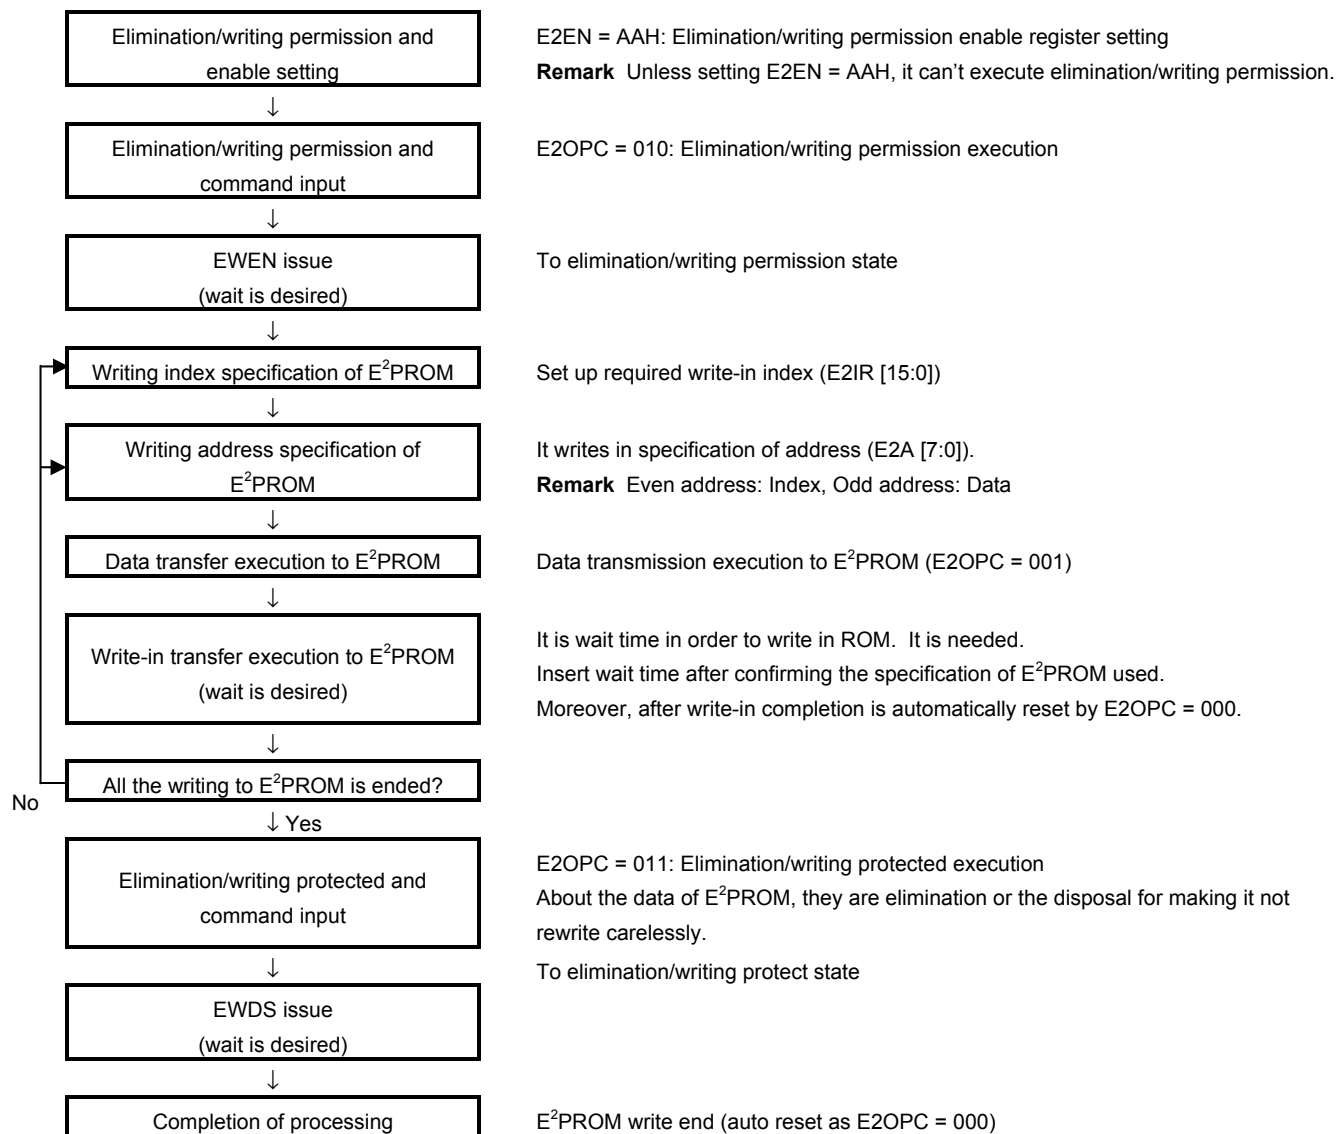 Elimination/writing permission and
enable setting
E2EN = AAH: Elimination/writing permission enable register setting
Remark  Unless setting E2EN = AAH, it can't execute elimination/writing permission.
↓
Elimination/writing permission and
command input
E2OPC = 010: Elimination/writing permission execution
↓
EWEN issue
(wait is desired)
To elimination/writing permission state
↓
Writing index specification of E²PROM
Set up required write-in index (E2IR [15:0])
↓
Writing address specification of
E²PROM
It writes in specification of address (E2A [7:0]).
Remark  Even address: Index, Odd address: Data
↓
Data transfer execution to E²PROM
Data transmission execution to E²PROM (E2OPC = 001)
↓
Write-in transfer execution to E²PROM
(wait is desired)
It is wait time in order to write in ROM.  It is needed.
Insert wait time after confirming the specification of E²PROM used.
Moreover, after write-in completion is automatically reset by E2OPC = 000.
↓
All the writing to E²PROM is ended?
No
↓ Yes
Elimination/writing protected and
command input
E2OPC = 011: Elimination/writing protected execution
About the data of E²PROM, they are elimination or the disposal for making it not
rewrite carelessly.
↓
To elimination/writing protect state
EWDS issue
(wait is desired)
↓
Completion of processing
E²PROM write end (auto reset as E2OPC = 000)